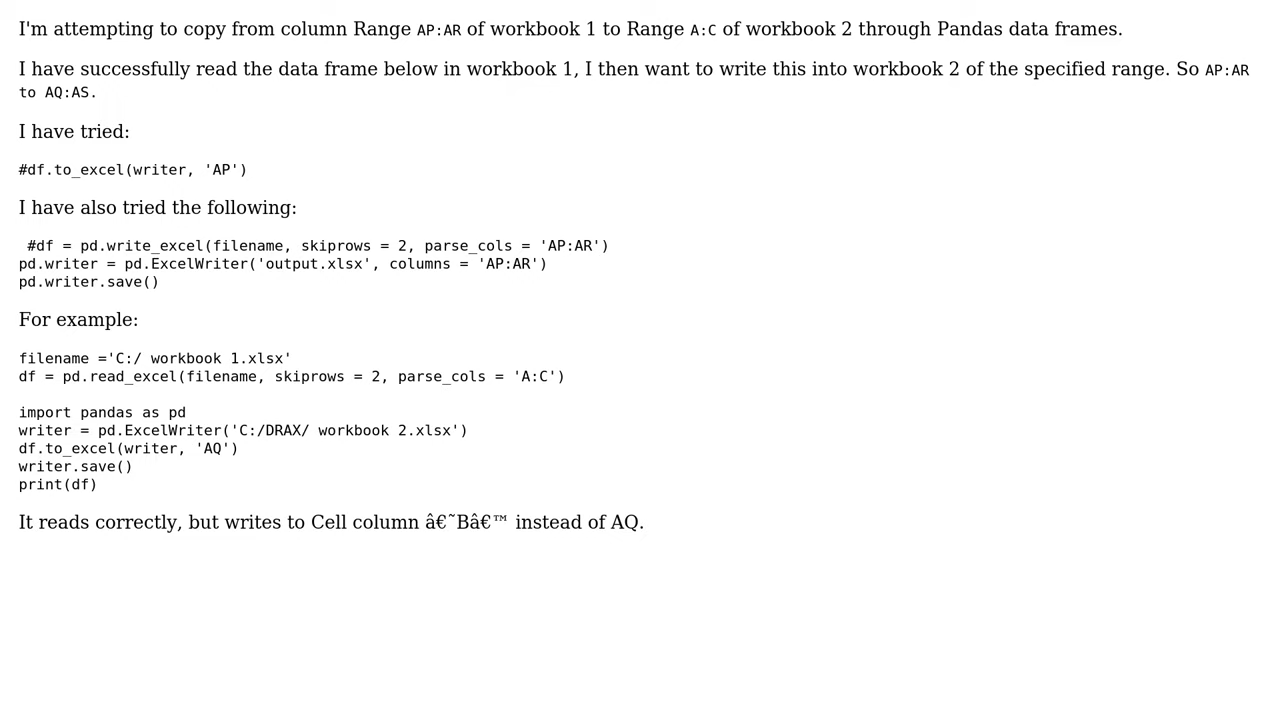 I'm attempting to copy from column Range AP:AR of workbook 1 to Range A:C of workbook 2 through Pandas data frames.
I have successfully read the data frame below in workbook 1, I then want to write this into workbook 2 of the specified range. So AP:AR
to AQ:AS.
I have tried:
#df.to_excel(writer, 'AP')
I have also tried the following:
#df = pd.write_excel(filename, skiprows = 2, parse_cols = 'AP:AR')
pd.writer = pd.ExcelWriter('output.xlsx', columns = 'AP:AR')
pd.writer.save()
For example:
filename ='C:/ workbook 1.xlsx'
df = pd.read_excel(filename, skiprows = 2, parse_cols = 'A:C')
import pandas as pd
writer = pd.ExcelWriter('C:/DRAX/ workbook 2.xlsx')
df.to_excel(writer, 'AQ')
writer.save()
print(df)
It reads correctly, but writes to Cell column â€˜Bâ€™ instead of AQ.